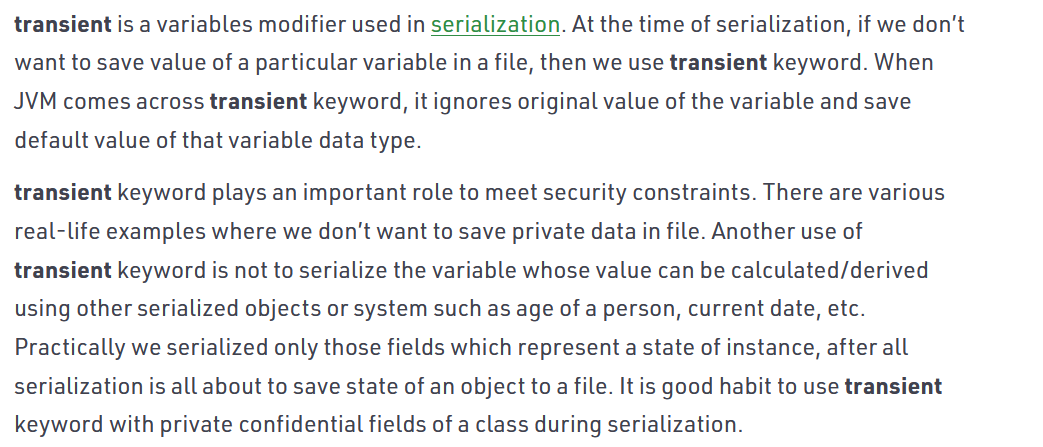 transient is a variables modifier used in serialization. At the time of serialization, if we don’t
want to save value of a particular variable in a file, then we use transient keyword. When
JVM comes across transient keyword, it ignores original value of the variable and save
default value of that variable data type.
transient keyword plays an important role to meet security constraints. There are various
real-life examples where we don’t want to save private data in file. Another use of
transient keyword is not to serialize the variable whose value can be calculated/derived
using other serialized objects or system such as age of a person, current date, etc.
Practically we serialized only those fields which represent a state of instance, after all
serialization is all about to save state of an object to a file. It is good habit to use transient
keyword with private confidential fields of a class during serialization.